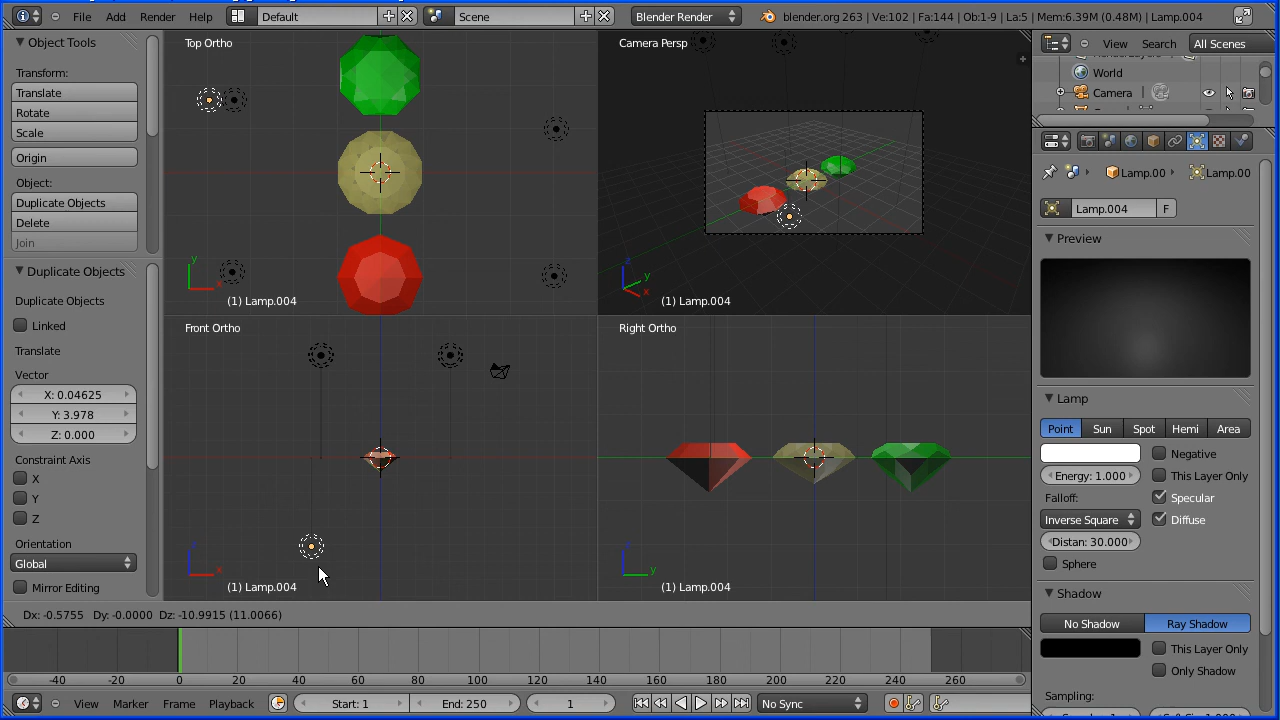 File Add Render Help Default Scene Blender Render blender.org 263 | Ve:102 | Fa:144 | Ob:1-9 | La:5 | Mem:6.39M (0.48M) | Lamp.004
Object Tools
Transform:
Translate
Rotate
Scale
Origin
Object:
Duplicate Objects
Delete
Join
Duplicate Objects
Duplicate Objects
Linked
Translate
Vector
X: 0.04625
Y: 3.978
Z: 0.000
Constraint Axis
X
Y
Z
Orientation
Global
Mirror Editing
Top Ortho
y
x
(1) Lamp.004
Camera Persp
z
y
x
(1) Lamp.004
Front Ortho
z
x
(1) Lamp.004
Right Ortho
z
y
(1) Lamp.004
Dx: -0.5755 Dy: -0.0000 Dz: -10.9915 (11.0066)
-40 -20 0 20 40 60 80 100 120 140 160 180 200 220 240 260
View Marker Frame Playback Start: 1 End: 250 1 No Sync
View Search All Scenes
World
Camera
Lamp.00 Lamp.00
Lamp.004 F
Preview
Lamp
Point Sun Spot Hemi Area
Negative
Energy: 1.000 This Layer Only
Falloff: Specular
Inverse Square Diffuse
Distan: 30.000
Sphere
Shadow
No Shadow Ray Shadow
This Layer Only
Only Shadow
Sampling: